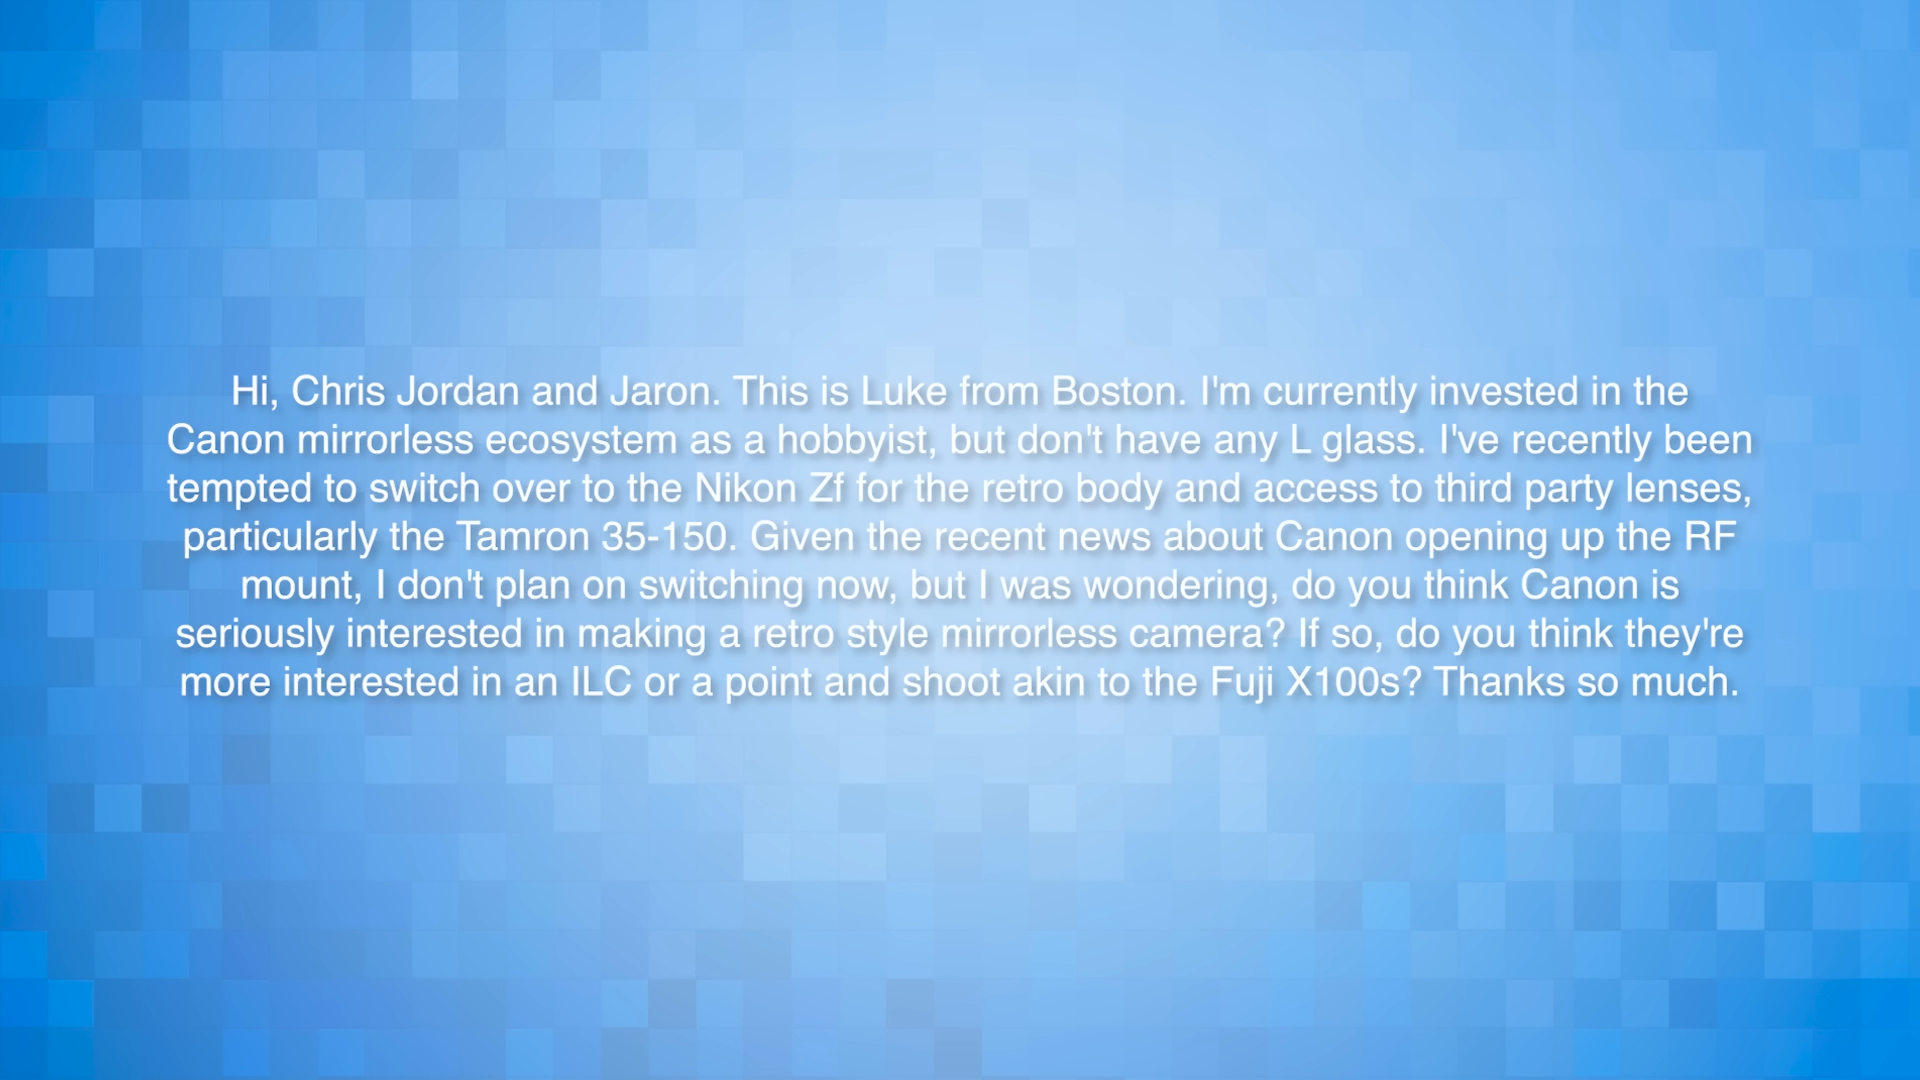 Hi, Chris Jordan and Jaron. This is Luke from Boston. I'm currently invested in the
Canon mirrorless ecosystem as a hobbyist, but don't have any L glass. I've recently been
tempted to switch over to the Nikon Zf for the retro body and access to third party lenses,
particularly the Tamron 35-150. Given the recent news about Canon opening up the RF
mount, I don't plan on switching now, but I was wondering, do you think Canon is
seriously interested in making a retro style mirrorless camera? If so, do you think they're
more interested in an ILC or a point and shoot akin to the Fuji X100s? Thanks so much.